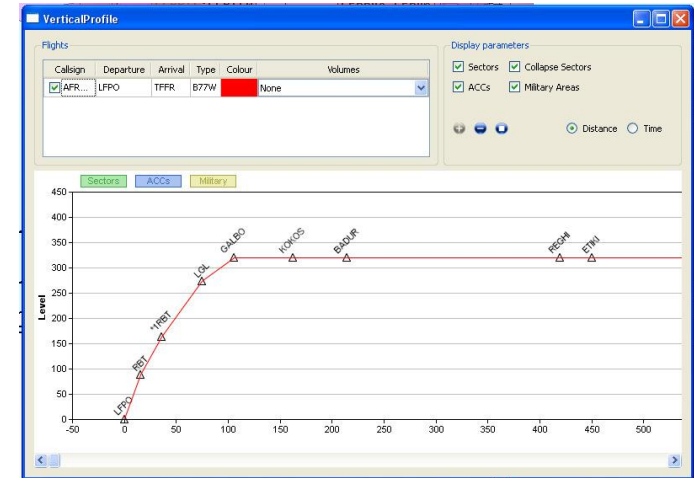 VerticalProfile
Flights
Callsign Departure Arrival Type Colour Volumes
AFR... LFPO TFFR B77W None
Display parameters
Sectors Collapse Sectors
ACCs Military Areas
Distance Time
Sectors ACCs Military
Level
450
400
350
300
250
200
150
100
50
0
LFPO
RBT
*1RBT
LGL
GALBO
KOKOS
BADUR
REGHI
ETIKI
-50 0 50 100 150 200 250 300 350 400 450 500